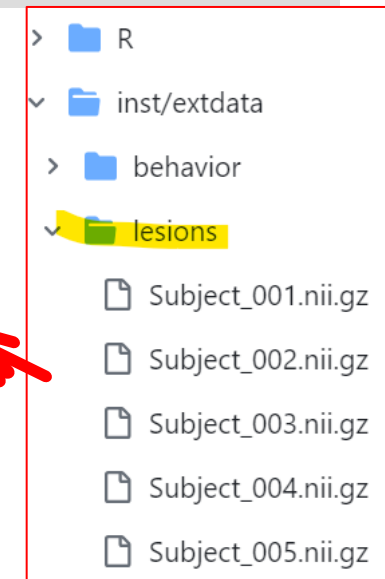 R
inst/extdata
behavior
lesions
Subject_001.nii.gz
Subject_002.nii.gz
Subject_003.nii.gz
Subject_004.nii.gz
Subject_005.nii.gz